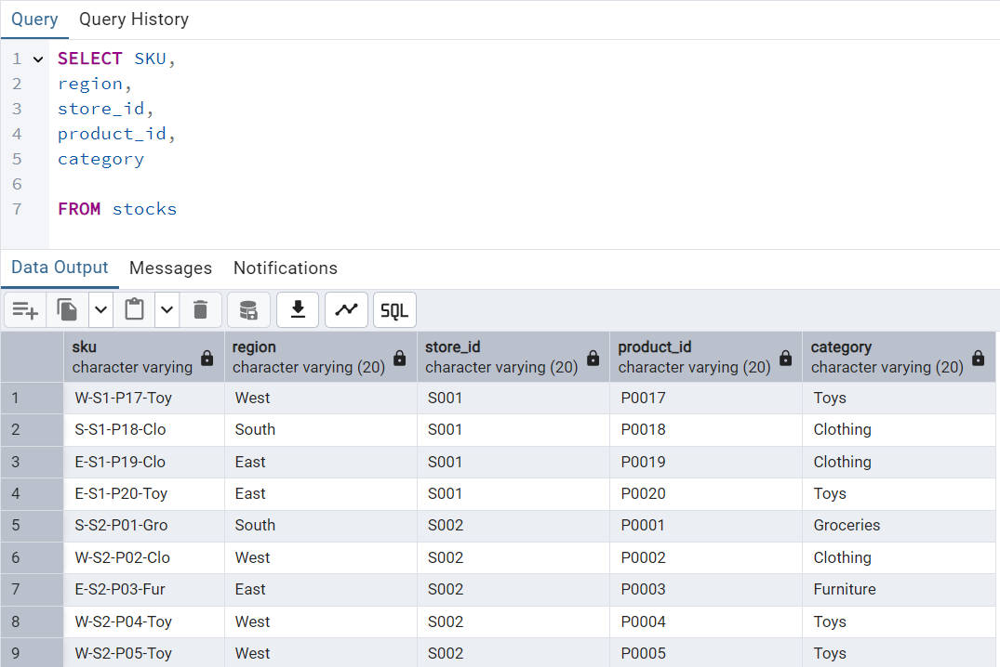 Query Query History
1 SELECT SKU,
2 region,
3 store_id,
4 product_id,
5 category
6
7 FROM stocks
Data Output Messages Notifications
SQL
sku region store_id product_id category
character varying character varying (20) character varying (20) character varying (20) character varying (20)
1 W-S1-P17-Toy West S001 P0017 Toys
2 S-S1-P18-Clo South S001 P0018 Clothing
3 E-S1-P19-Clo East S001 P0019 Clothing
4 E-S1-P20-Toy East S001 P0020 Toys
5 S-S2-P01-Gro South S002 P0001 Groceries
6 W-S2-P02-Clo West S002 P0002 Clothing
7 E-S2-P03-Fur East S002 P0003 Furniture
8 W-S2-P04-Toy West S002 P0004 Toys
9 W-S2-P05-Toy West S002 P0005 Toys